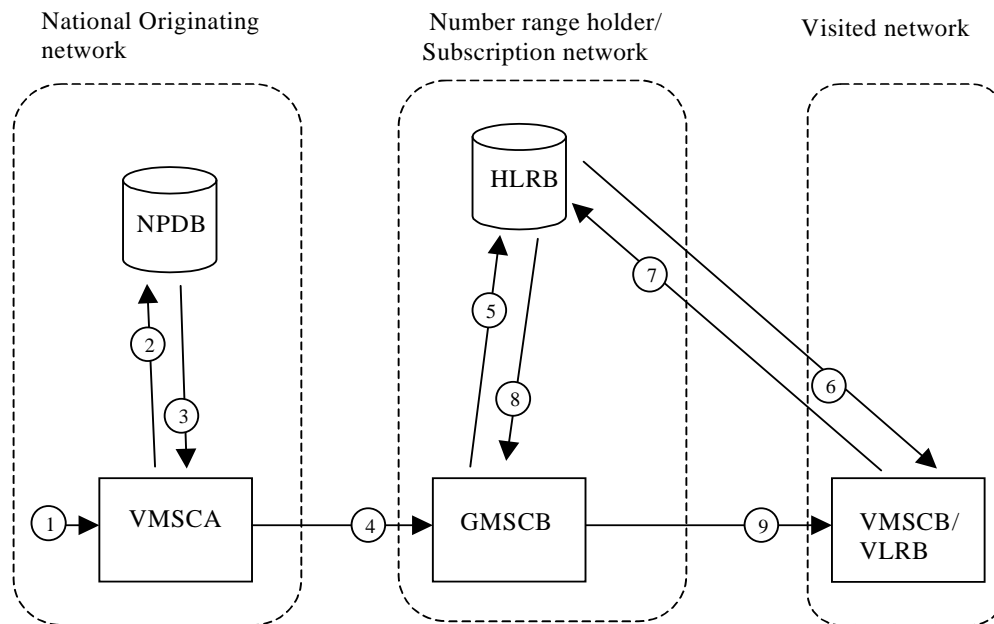 National Originating
network
Number range holder/
Subscription network
Visited network
HLRB
NPDB
7
5
2
6
8
3
1
VMSCA
4
GMSCB
9
VMSCB/
VLRB